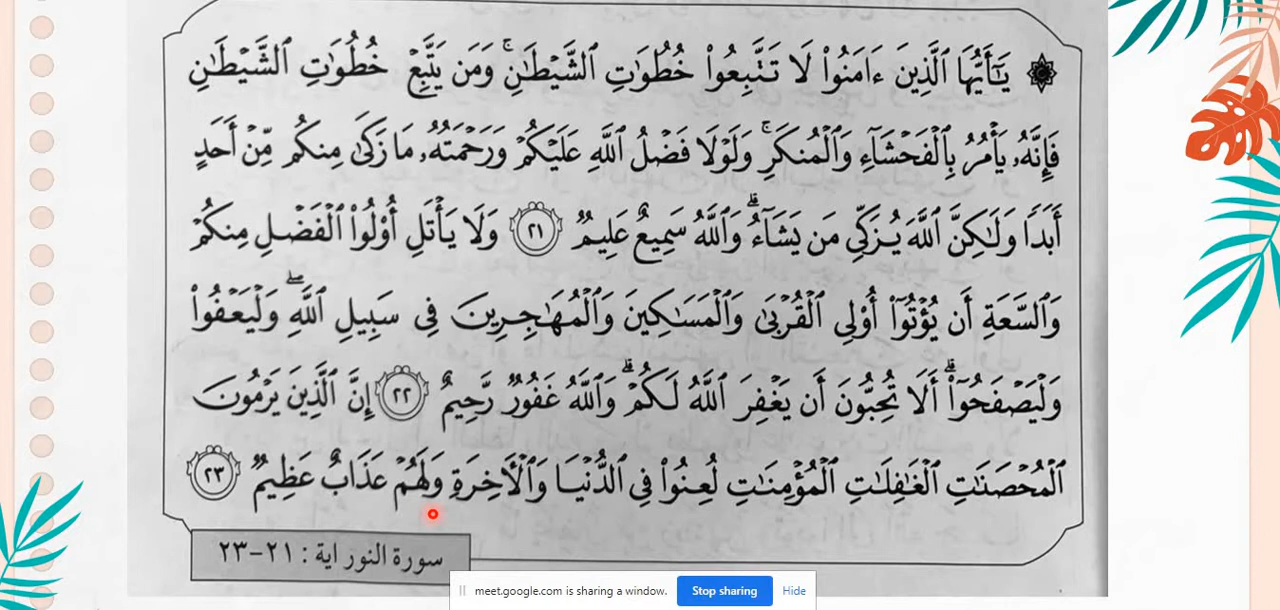 ۞ يَٰٓأَيُّهَا ٱلَّذِينَ ءَامَنُوا۟ لَا تَتَّبِعُوا۟ خُطُوَٰتِ ٱلشَّيْطَٰنِ ۚ وَمَن يَتَّبِعْ خُطُوَٰتِ ٱلشَّيْطَٰنِ
فَإِنَّهُۥ يَأْمُرُ بِٱلْفَحْشَآءِ وَٱلْمُنكَرِ ۚ وَلَوْلَا فَضْلُ ٱللَّهِ عَلَيْكُمْ وَرَحْمَتُهُۥ مَا زَكَىٰ مِنكُم مِّنْ أَحَدٍ
أَبَدًا وَلَٰكِنَّ ٱللَّهَ يُزَكِّى مَن يَشَآءُ ۗ وَٱللَّهُ سَمِيعٌ عَلِيمٌ ٢١ وَلَا يَأْتَلِ أُو۟لُوا۟ ٱلْفَضْلِ مِنكُمْ
وَٱلسَّعَةِ أَن يُؤْتُوٓا۟ أُو۟لِى ٱلْقُرْبَىٰ وَٱلْمَسَٰكِينَ وَٱلْمُهَٰجِرِينَ فِى سَبِيلِ ٱللَّهِ ۖ وَلْيَعْفُوا۟
وَلْيَصْفَحُوٓا۟ ۗ أَلَا تُحِبُّونَ أَن يَغْفِرَ ٱللَّهُ لَكُمْ ۗ وَٱللَّهُ غَفُورٌ رَّحِيمٌ ٢٢ إِنَّ ٱلَّذِينَ يَرْمُونَ
ٱلْمُحْصَنَٰتِ ٱلْغَٰفِلَٰتِ ٱلْمُؤْمِنَٰتِ لُعِنُوا۟ فِى ٱلدُّنْيَا وَٱلْءَاخِرَةِ وَلَهُمْ عَذَابٌ عَظِيمٌ ٢٣
سورة النور اية : ٢١-٢٣
meet.google.com is sharing a window. Stop sharing Hide